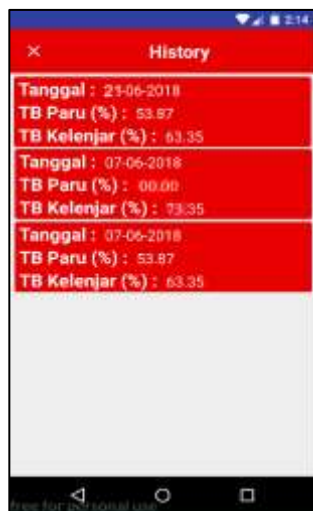 2:14
History
Tanggal : 21-06-2018
TB Paru (%) : 53.87
TB Kelenjar (%) : 63.35
Tanggal : 07-06-2018
TB Paru (%) : 00.00
TB Kelenjar (%) : 73.35
Tanggal : 07-06-2018
TB Paru (%) : 53.87
TB Kelenjar (%) : 63.35
free for personal use